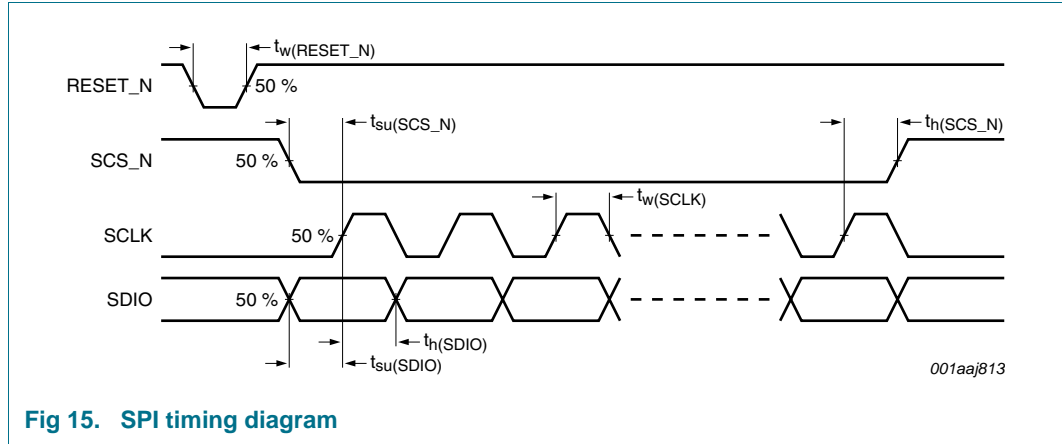 tw(RESET_N)
RESET_N
50 %
tsu(SCS_N)
th(SCS_N)
SCS_N
50 %
tw(SCLK)
SCLK
50 %
SDIO
50 %
th(SDIO)
tsu(SDIO)
001aaj813
Fig 15. SPI timing diagram